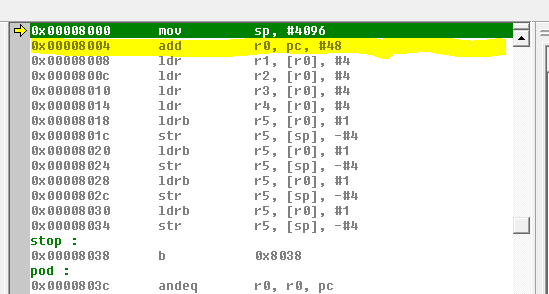 0x00008000 mov sp, #4096
0x00008004 add r0, pc, #48
0x00008008 ldr r1, [r0], #4
0x0000800c ldr r2, [r0], #4
0x00008010 ldr r3, [r0], #4
0x00008014 ldr r4, [r0], #4
0x00008018 ldrb r5, [r0], #1
0x0000801c str r5, [sp], -#4
0x00008020 ldrb r5, [r0], #1
0x00008024 str r5, [sp], -#4
0x00008028 ldrb r5, [r0], #1
0x0000802c str r5, [sp], -#4
0x00008030 ldrb r5, [r0], #1
0x00008034 str r5, [sp], -#4
stop :
0x00008038 b 0x8038
pod :
0x0000803c andeq r0, r0, pc